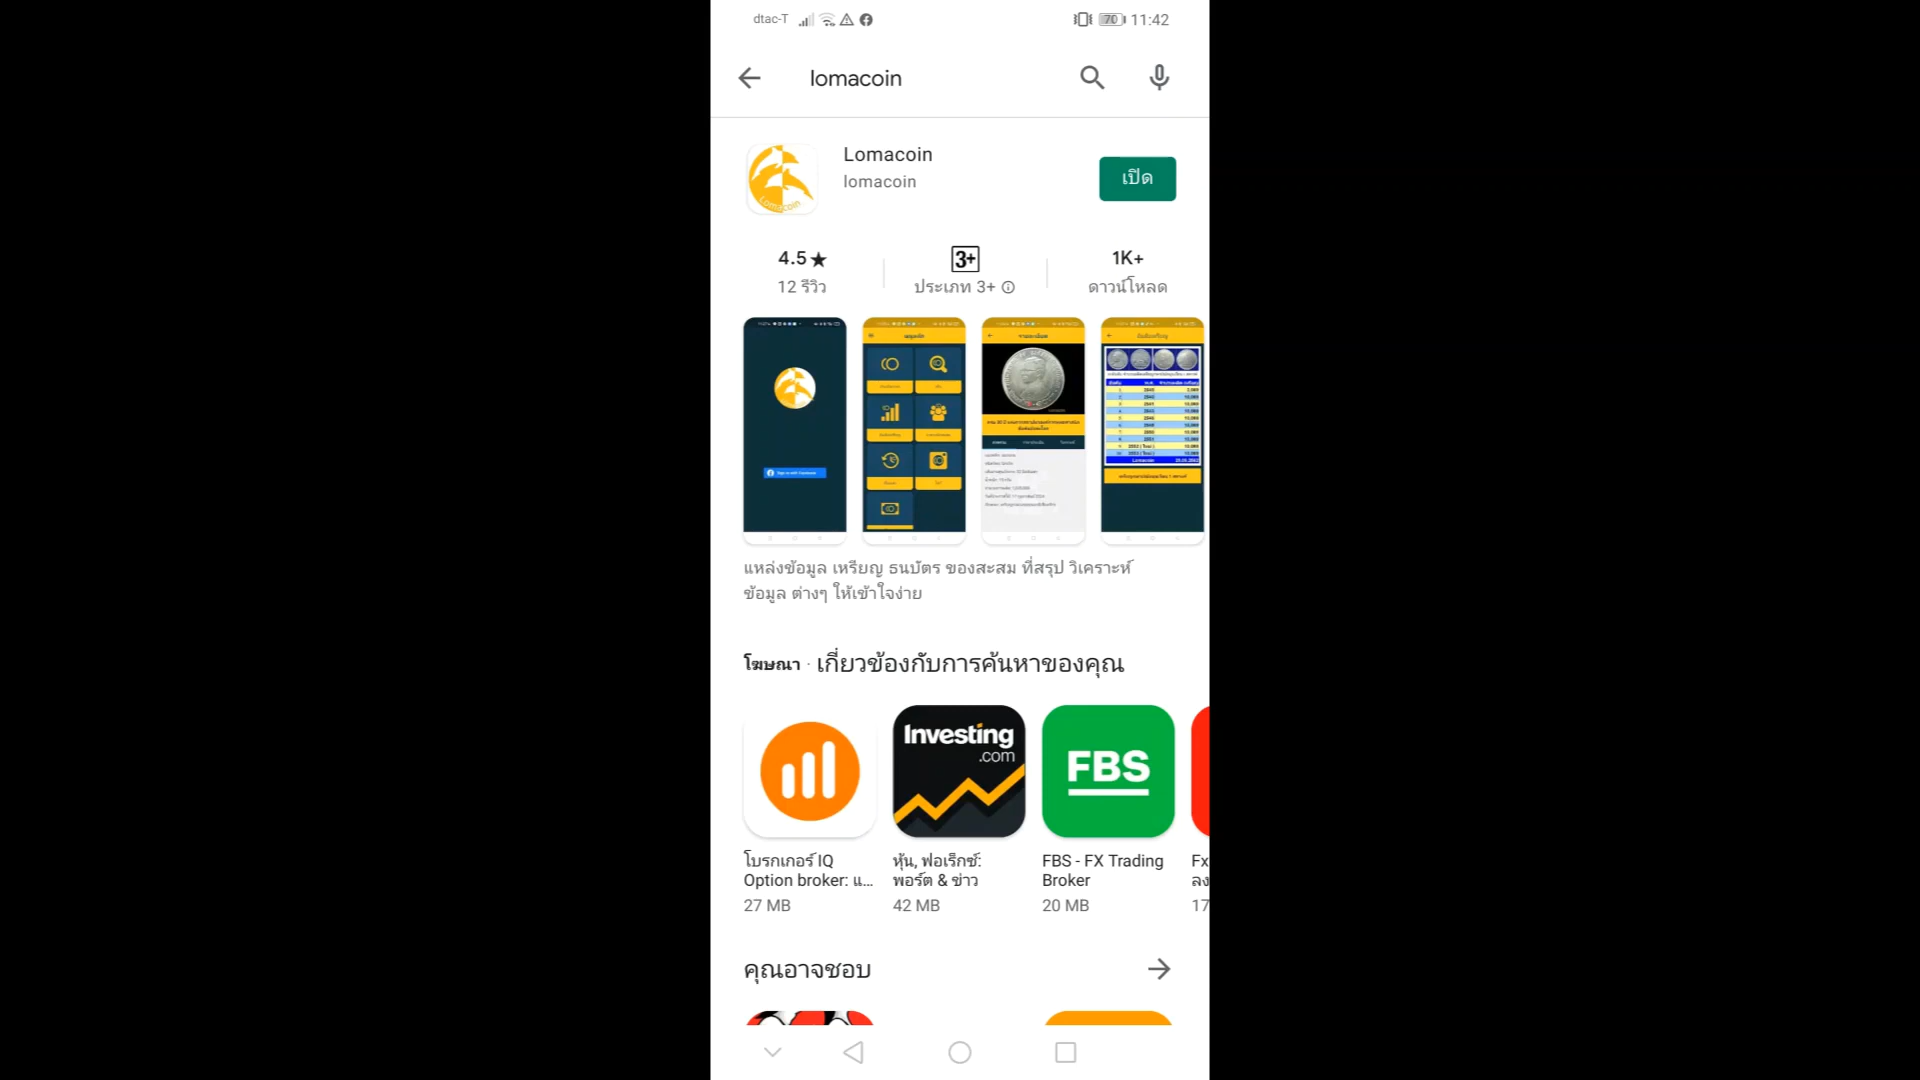 dtac-T 70 11:42
lomacoin
Lomacoin
lomacoin
เปิด
4.5★ 3+ 1K+
12 รีวิว ประเภท 3+ ดาวน์โหลด
Lomacoin
แหล่งข้อมูล เหรียญ ธนบัตร ของสะสม ที่สรุป วิเคราะห์
ข้อมูล ต่างๆ ให้เข้าใจง่าย
โฆษณา · เกี่ยวข้องกับการค้นหาของคุณ
Investing
.com
FBS
โบรกเกอร์ IQ
Option broker: แ...
27 MB
หุ้น, ฟอเร็กซ์:
พอร์ต & ข่าว
42 MB
FBS - FX Trading
Broker
20 MB
Fx
ลง
17
คุณอาจชอบ